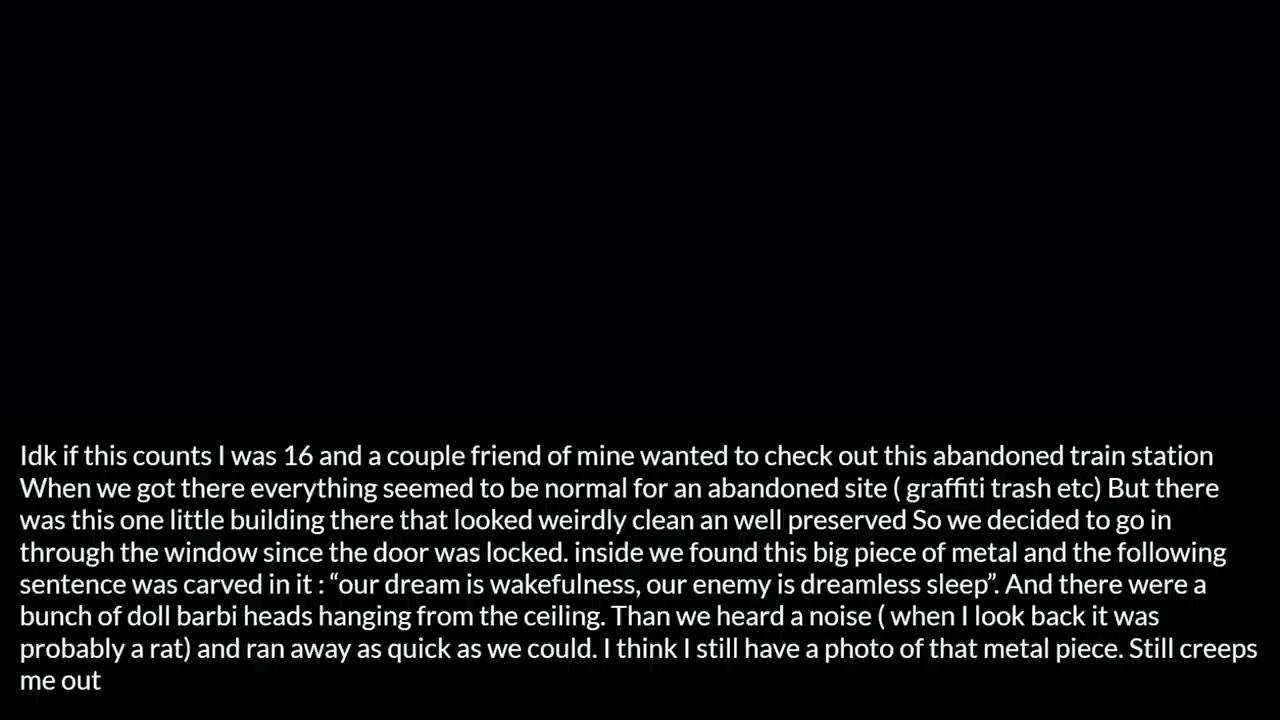 Idk if this counts I was 16 and a couple friend of mine wanted to check out this abandoned train station
When we got there everything seemed to be normal for an abandoned site ( graffiti trash etc) But there
was this one little building there that looked weirdly clean an well preserved So we decided to go in
through the window since the door was locked. inside we found this big piece of metal and the following
sentence was carved in it : “our dream is wakefulness, our enemy is dreamless sleep”. And there were a
bunch of doll barbi heads hanging from the ceiling. Than we heard a noise ( when I look back it was
probably a rat) and ran away as quick as we could. I think I still have a photo of that metal piece. Still creeps
me out